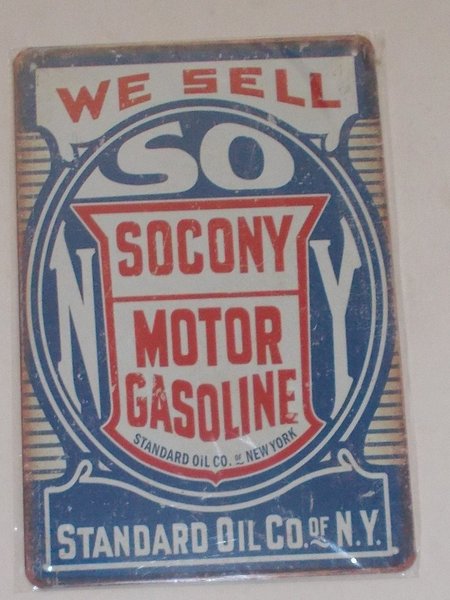 WE SELL
SO
N Y
SOCONY
MOTOR
GASOLINE
STANDARD OIL CO. OF NEW YORK
STANDARD OIL CO. OF N.Y.